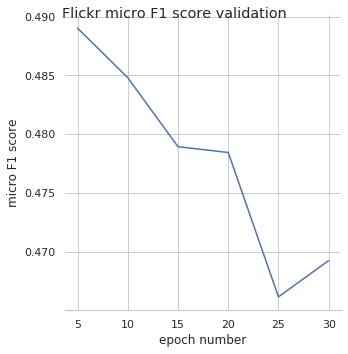 Flickr micro F1 score validation
0.490
0.485
0.480
0.475
0.470
micro F1 score
5 10 15 20 25 30
epoch number